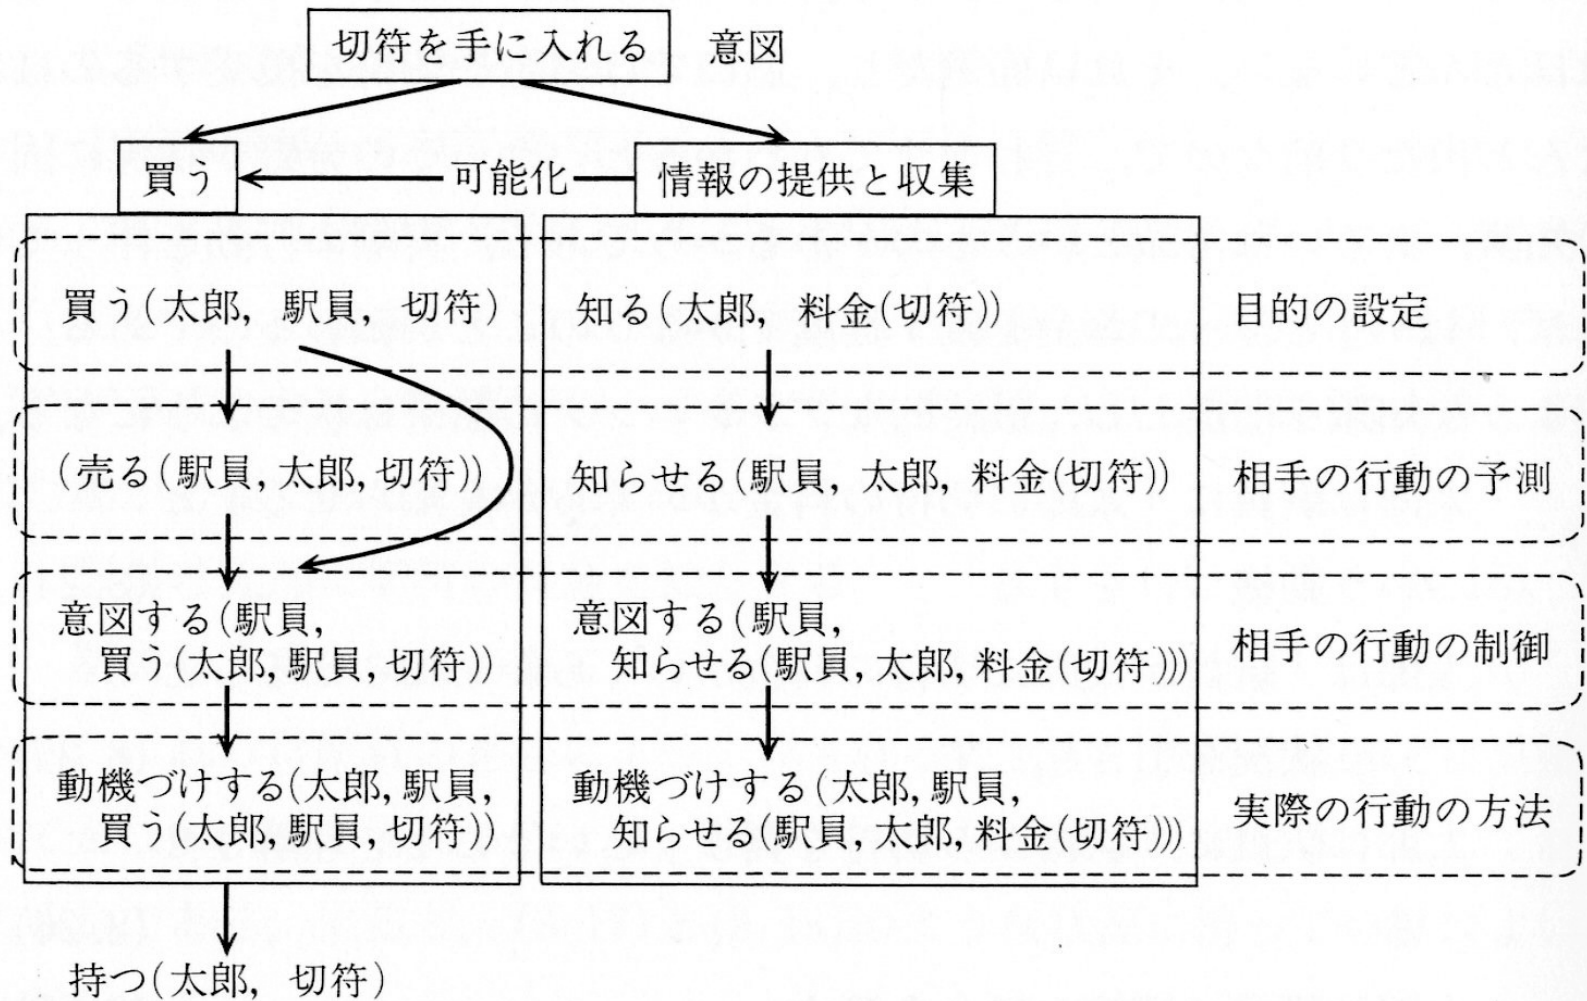 切符を手に入れる 意図
買う 可能化 情報の提供と収集
買う(太郎, 駅員, 切符) 知る(太郎, 料金(切符)) 目的の設定
(売る(駅員, 太郎, 切符)) 知らせる(駅員, 太郎, 料金(切符)) 相手の行動の予測
意図する(駅員,
買う(太郎, 駅員, 切符))
意図する(駅員,
知らせる(駅員, 太郎, 料金(切符)))
相手の行動の制御
動機づけする(太郎, 駅員,
買う(太郎, 駅員, 切符))
動機づけする(太郎, 駅員,
知らせる(駅員, 太郎, 料金(切符)))
実際の行動の方法
持つ(太郎, 切符)